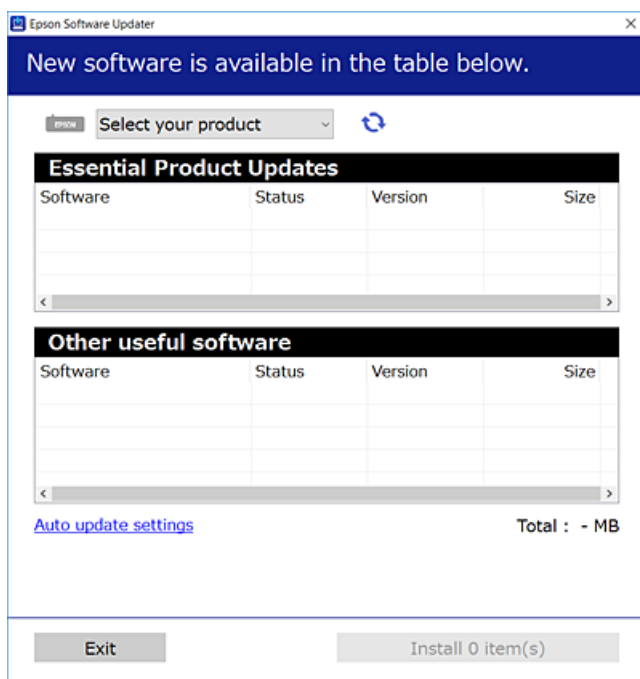 Epson Software Updater
New software is available in the table below.
EPSON Select your product
Essential Product Updates
Software Status Version Size
Other useful software
Software Status Version Size
Auto update settings Total : - MB
Exit Install 0 item(s)